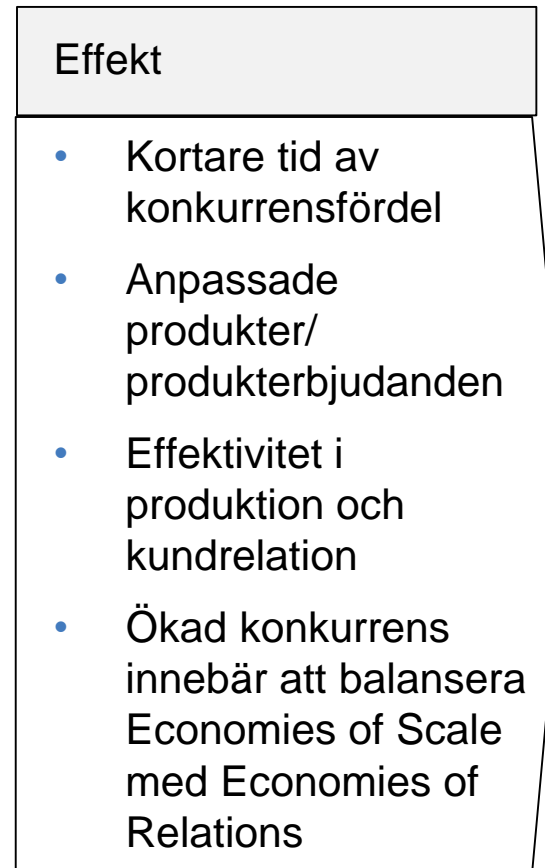 Effekt
• Kortare tid av
konkurrensfördel
• Anpassade
produkter/
produkterbjudanden
• Effektivitet i
produktion och
kundrelation
• Ökad konkurrens
innebär att balansera
Economies of Scale
med Economies of
Relations